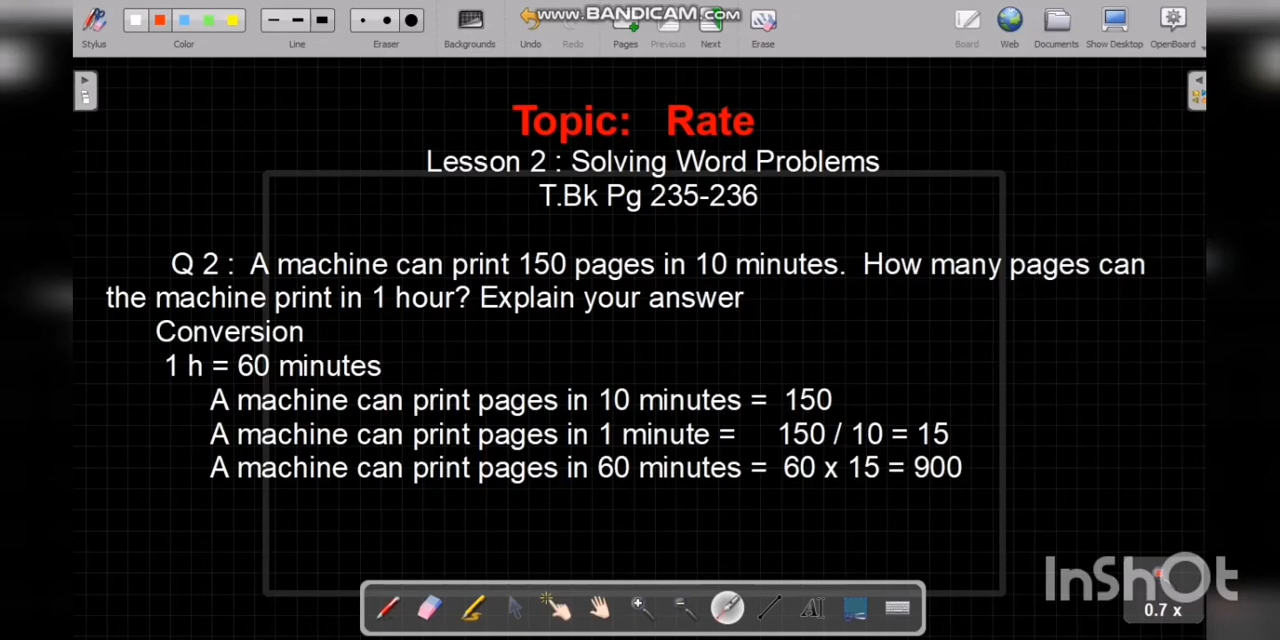 www.BANDICAM.com
Stylus Color Line Eraser Backgrounds Undo Redo Pages Previous Next Erase Board Web Documents Show Desktop OpenBoard
Topic: Rate
Lesson 2 : Solving Word Problems
T.Bk Pg 235-236
Q 2 : A machine can print 150 pages in 10 minutes. How many pages can
the machine print in 1 hour? Explain your answer
Conversion
1 h = 60 minutes
A machine can print pages in 10 minutes = 150
A machine can print pages in 1 minute = 150 / 10 = 15
A machine can print pages in 60 minutes = 60 x 15 = 900
InShOt
0.7 x